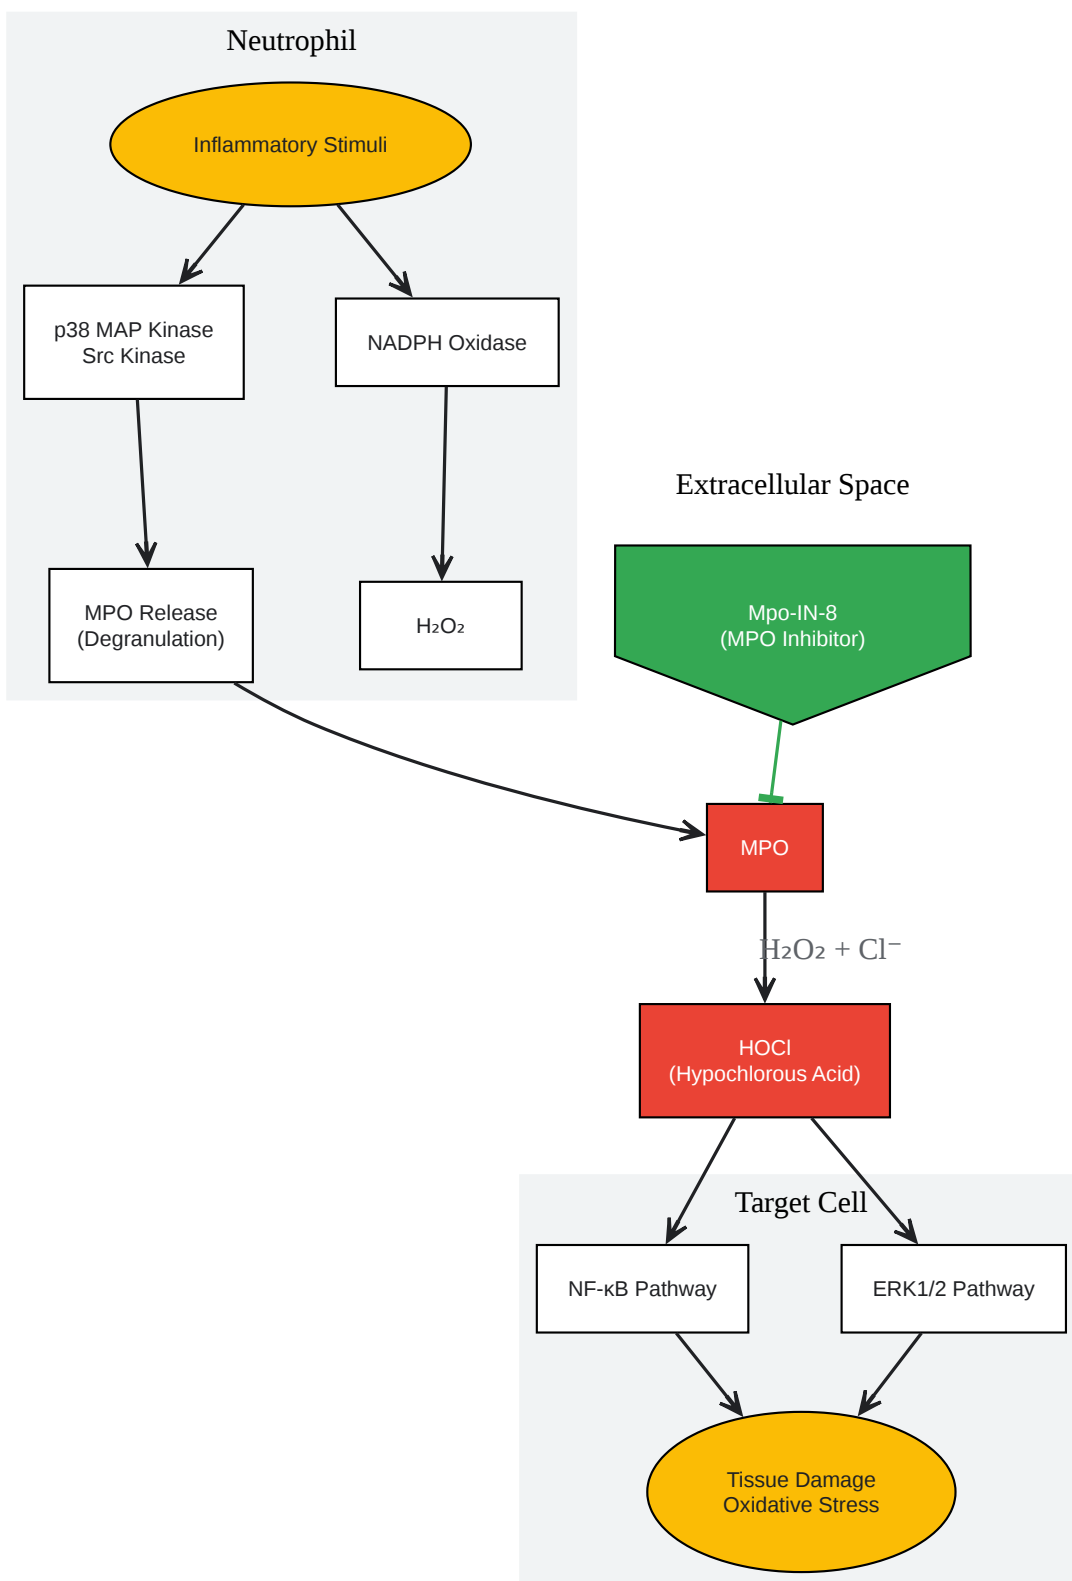 Neutrophil
Inflammatory Stimuli
p38 MAP Kinase
Src Kinase
NADPH Oxidase
Extracellular Space
MPO Release
(Degranulation)
H₂O₂
Mpo-IN-8
(MPO Inhibitor)
MPO
H₂O₂ + Cl⁻
HOCl
(Hypochlorous Acid)
Target Cell
NF-κB Pathway
ERK1/2 Pathway
Tissue Damage
Oxidative Stress